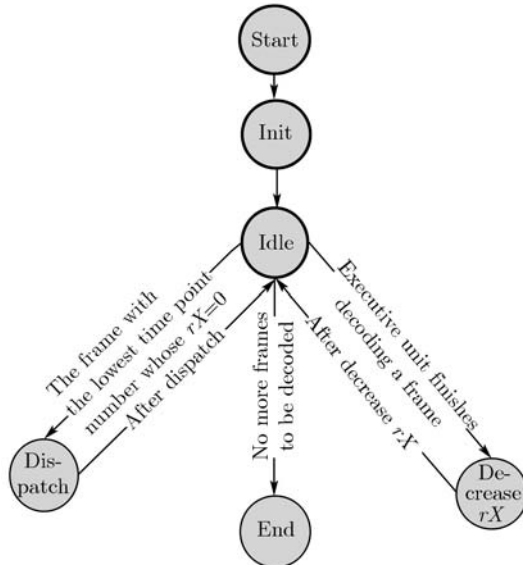 Start
Init
Idle
The frame with
the lowest time point
number whose rX=0
After dispatch
No more frames
to be decoded
Executive unit finishes
decoding a frame
After decrease rX
Dis-
patch
End
De-
crease
rX